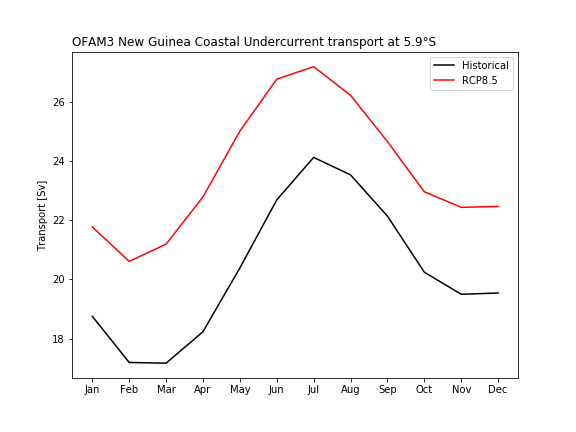 OFAM3 New Guinea Coastal Undercurrent transport at 5.9°S
Historical
RCP8.5
Transport [Sv]
26
24
22
20
18
Jan Feb Mar Apr May Jun Jul Aug Sep Oct Nov Dec